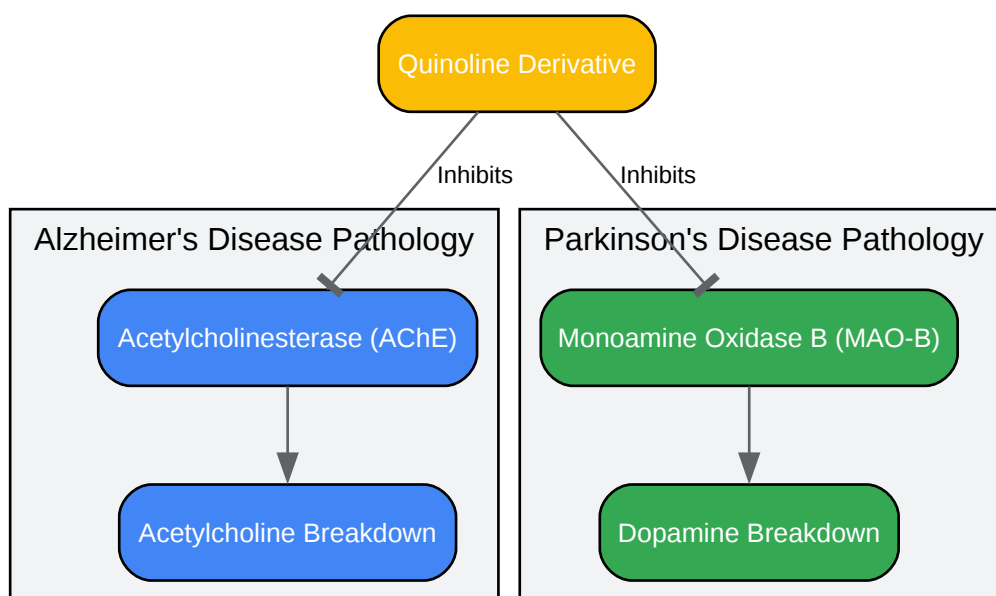 Quinoline Derivative
Inhibits
Inhibits
Alzheimer's Disease Pathology
Parkinson's Disease Pathology
Acetylcholinesterase (AChE)
Monoamine Oxidase B (MAO-B)
Acetylcholine Breakdown
Dopamine Breakdown